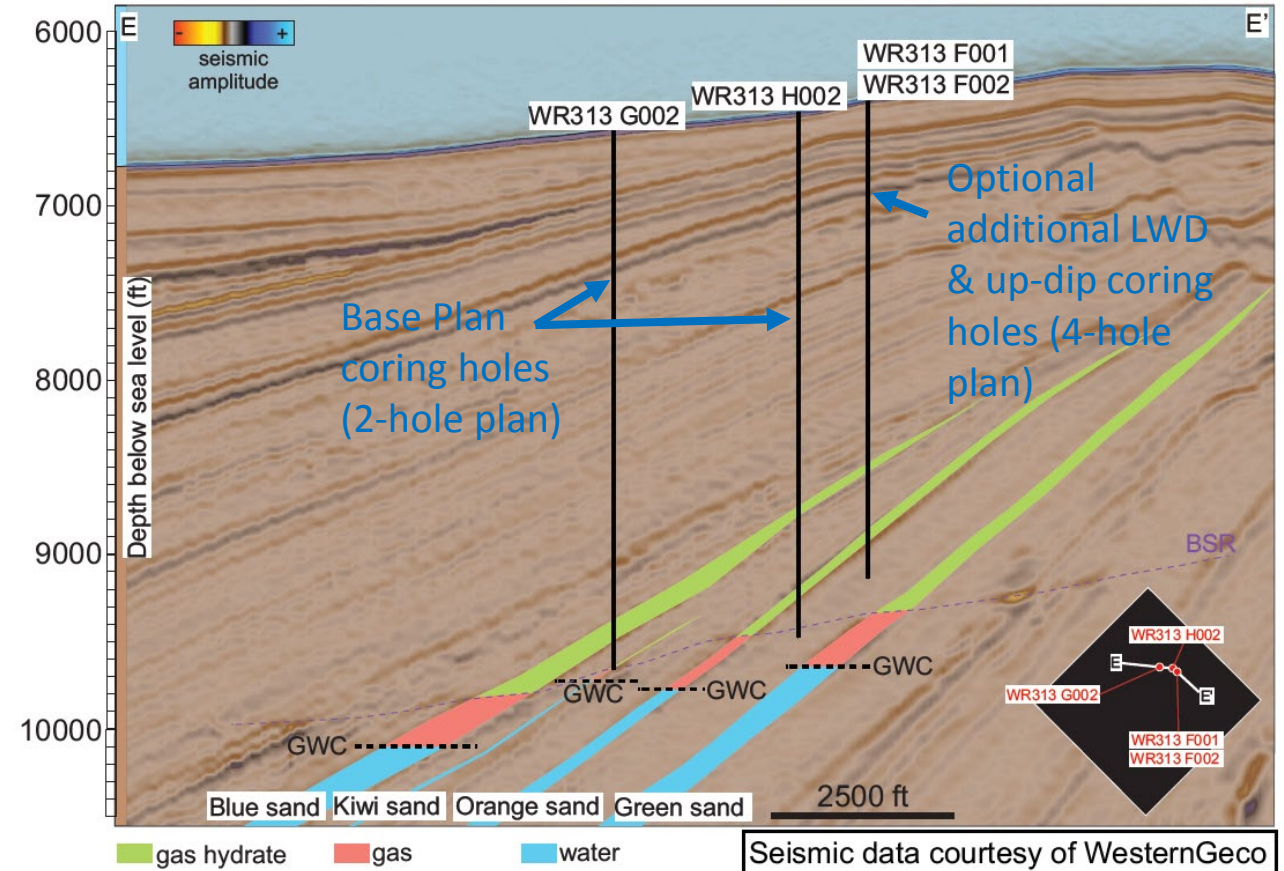 E
E'
- +
seismic
amplitude
6000
7000
8000
9000
10000
Depth below sea level (ft)
WR313 G002
WR313 H002
WR313 F001
WR313 F002
Base Plan
coring holes
(2-hole plan)
Optional
additional LWD
& up-dip coring
holes (4-hole
plan)
BSR
GWC
GWC
GWC
GWC
Blue sand
Kiwi sand
Orange sand
Green sand
2500 ft
WR313 H002
E
WR313 G002
E'
WR313 F001
WR313 F002
gas hydrate
gas
water
Seismic data courtesy of WesternGeco